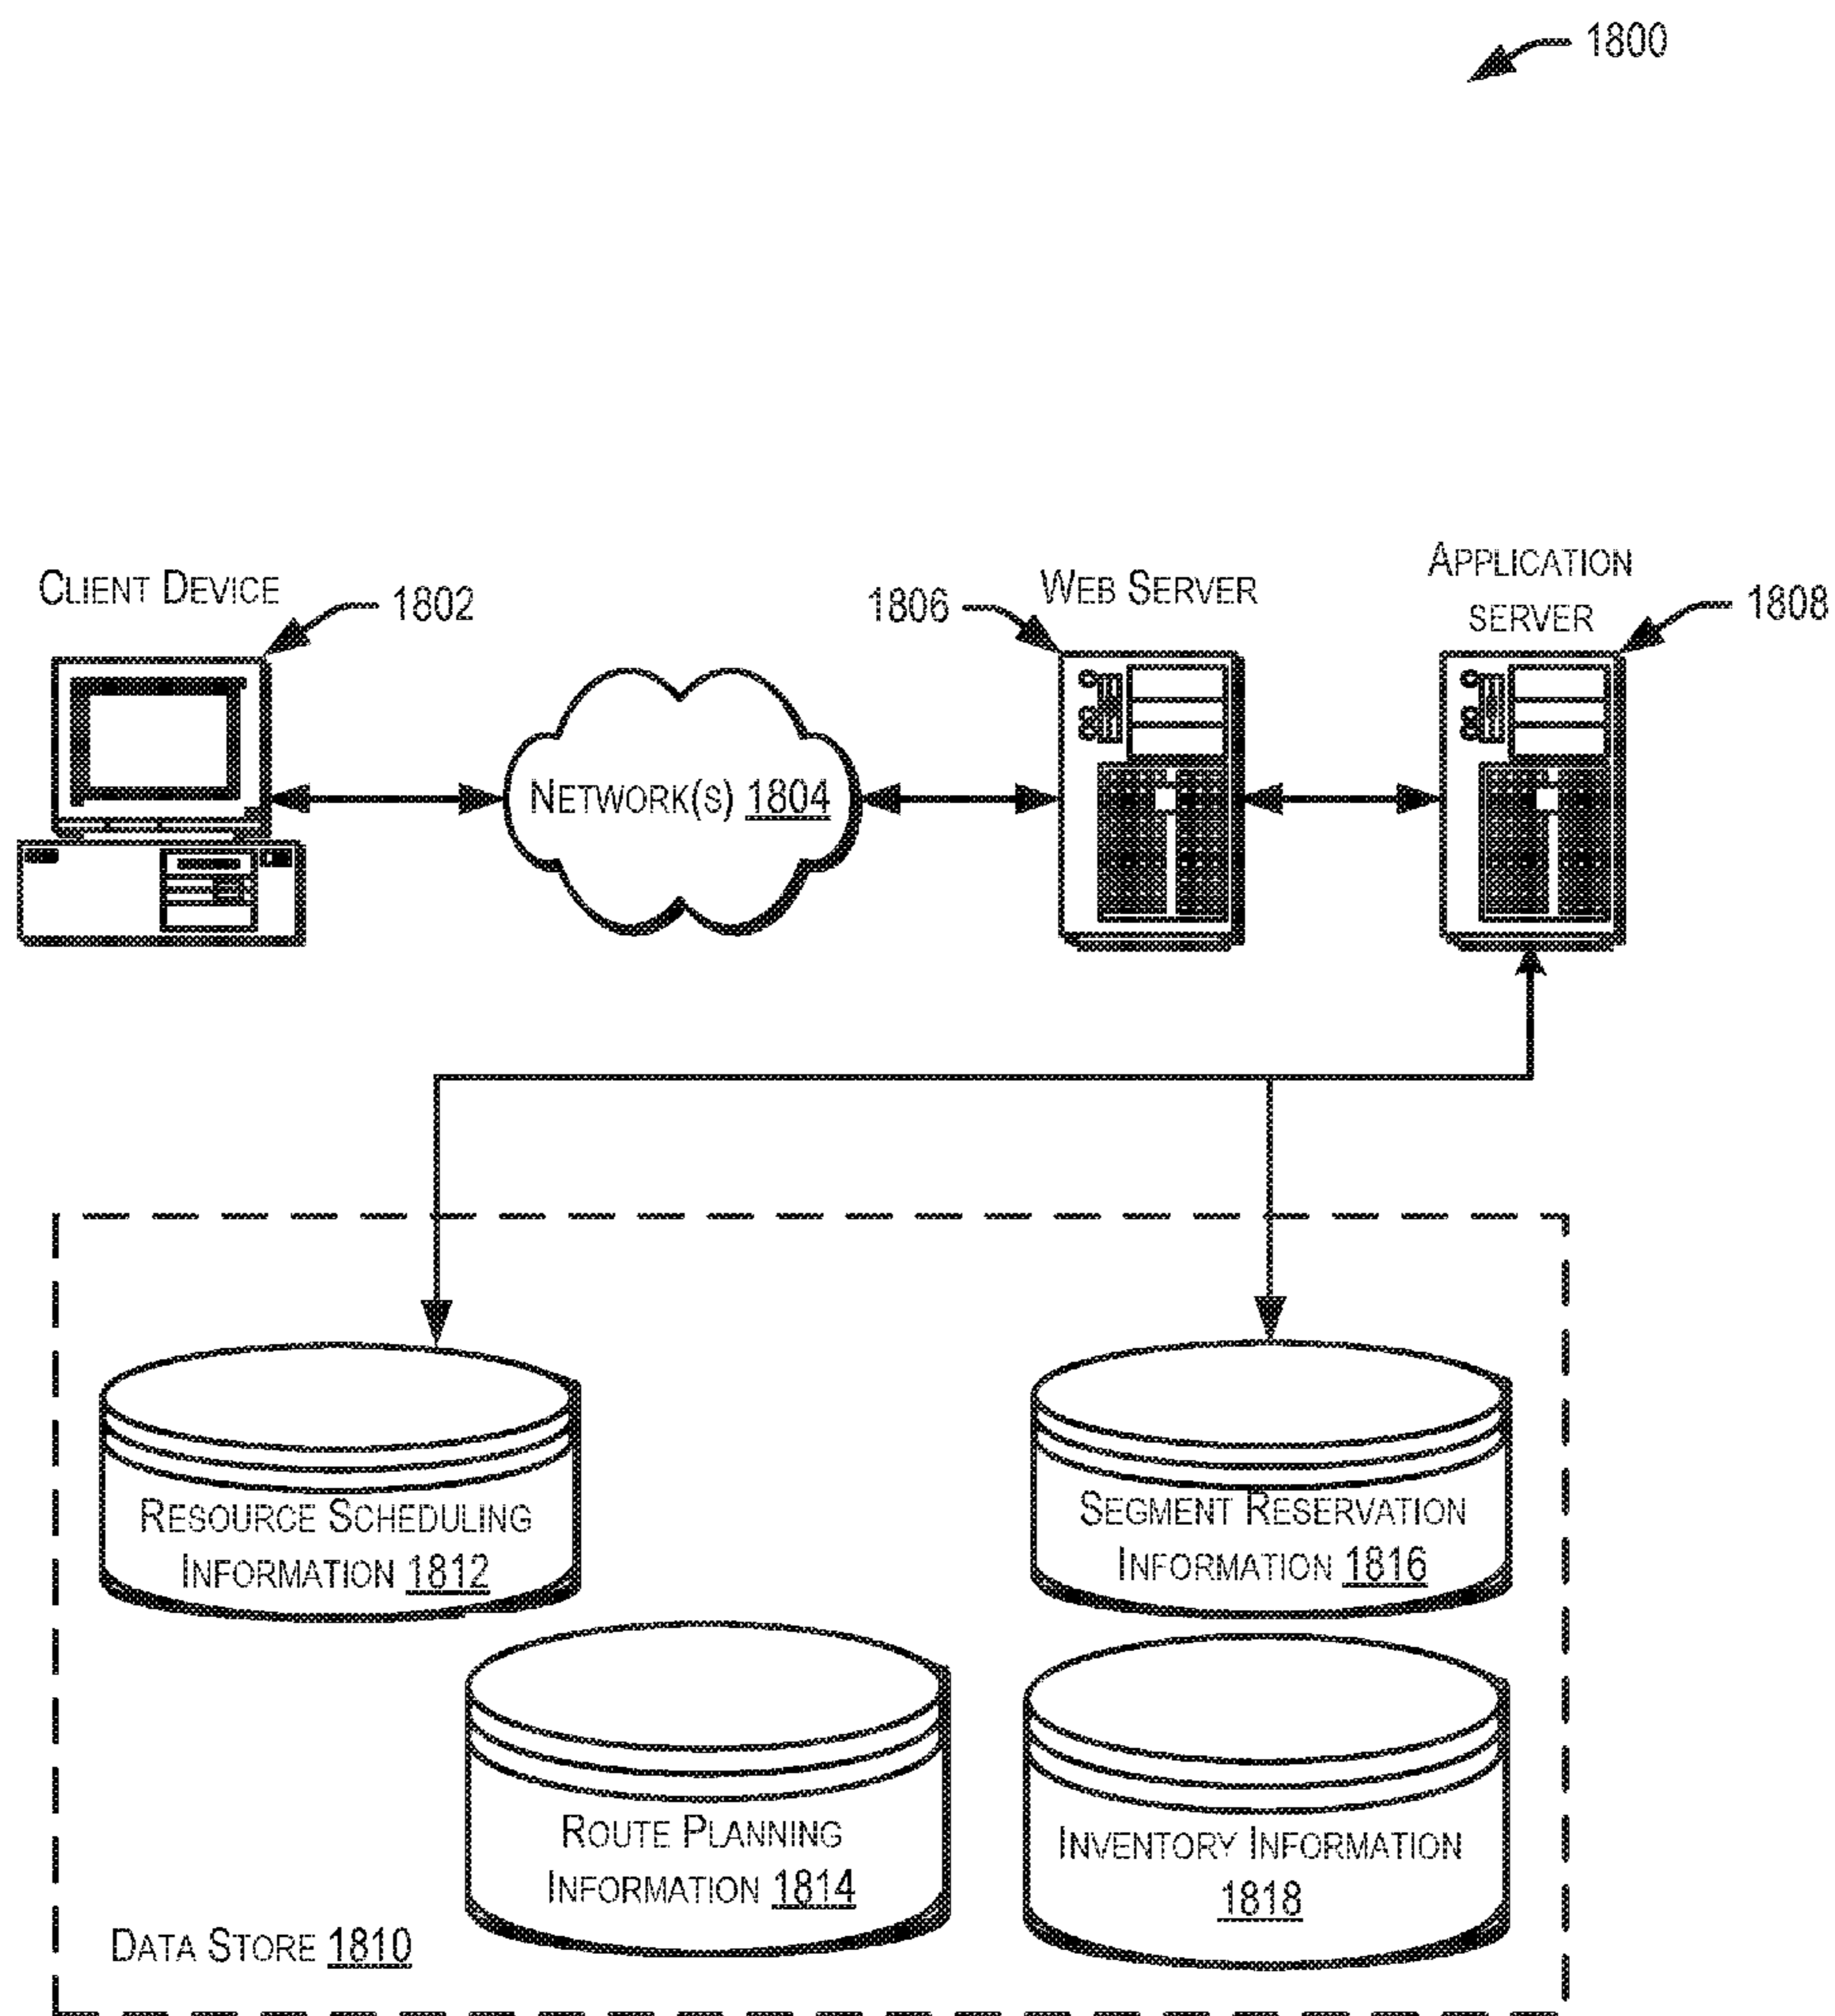 1800
CLIENT DEVICE
1802
1806
WEB SERVER
APPLICATION
SERVER
1808
NETWORK(S) 1804
RESOURCE SCHEDULING
INFORMATION 1812
SEGMENT RESERVATION
INFORMATION 1816
ROUTE PLANNING
INFORMATION 1814
INVENTORY INFORMATION
1818
DATA STORE 1810